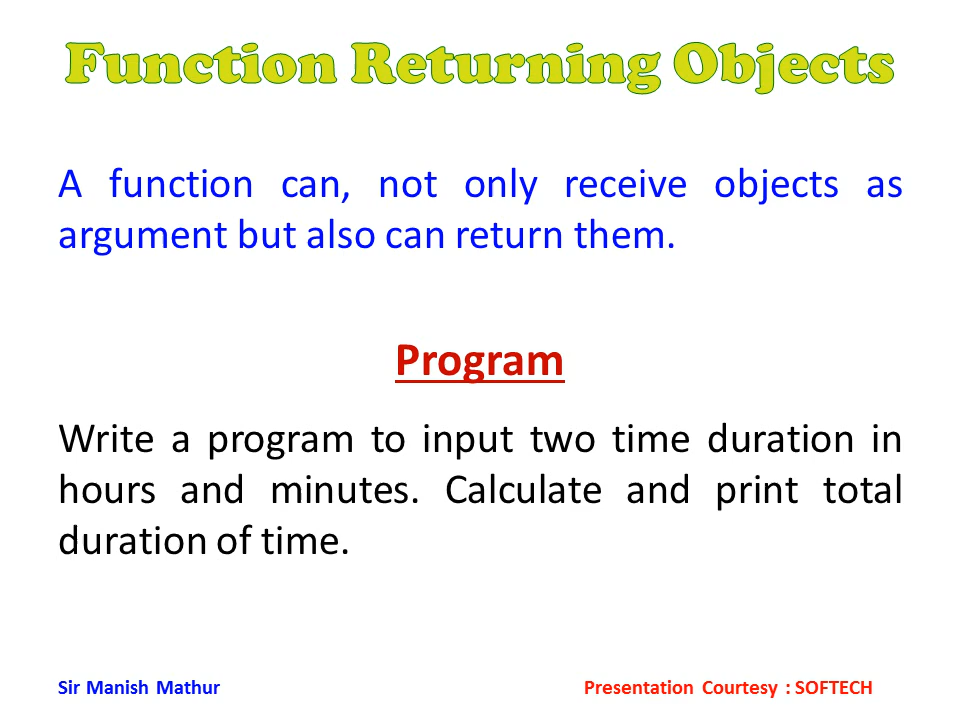 Function Returning Objects
A function can, not only receive objects as
argument but also can return them.
Program
Write a program to input two time duration in
hours and minutes. Calculate and print total
duration of time.
Sir Manish Mathur
Presentation Courtesy : SOFTECH